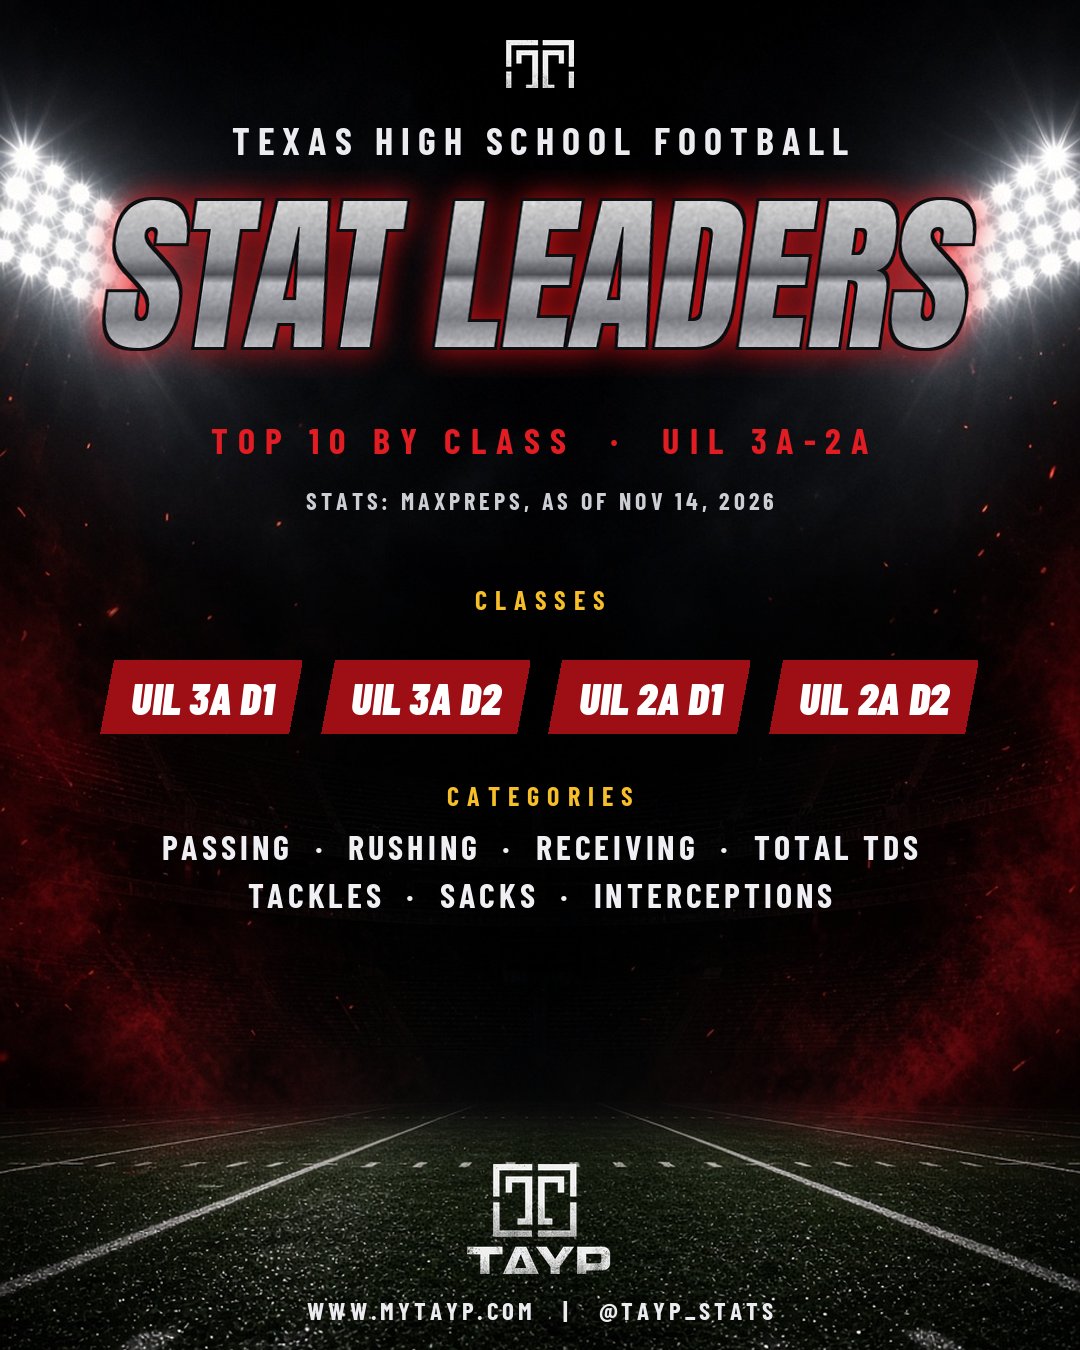 TEXAS HIGH SCHOOL FOOTBALL
STAT LEADERS
TOP 10 BY CLASS · UIL 3A-2A
STATS: MAXPREPS, AS OF NOV 14, 2026
CLASSES
UIL 3A D1 UIL 3A D2 UIL 2A D1 UIL 2A D2
CATEGORIES
PASSING · RUSHING · RECEIVING · TOTAL TDS
TACKLES · SACKS · INTERCEPTIONS
TAYP
WWW.MYTAYP.COM | @TAYP_STATS